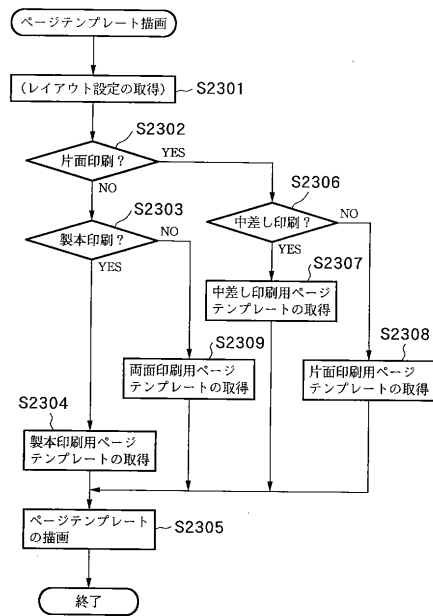 ページテンプレート描画
(レイアウト設定の取得)
S2301
S2302
片面印刷?
YES
NO
S2306
中差し印刷?
NO
YES
S2303
製本印刷?
NO
YES
S2307
中差し印刷用ページ
テンプレートの取得
S2309
両面印刷用ページ
テンプレートの取得
S2308
片面印刷用ページ
テンプレートの取得
S2304
製本印刷用ページ
テンプレートの取得
ページテンプレート
の描画
S2305
終了